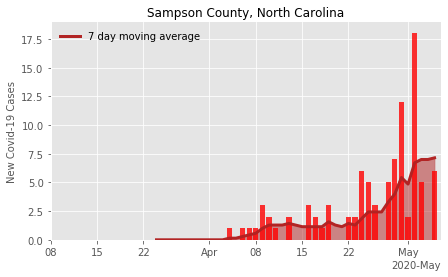 Sampson County, North Carolina
7 day moving average
New Covid-19 Cases
17.5
15.0
12.5
10.0
7.5
5.0
2.5
0.0
08 15 22 Apr 08 15 22 May
2020-May